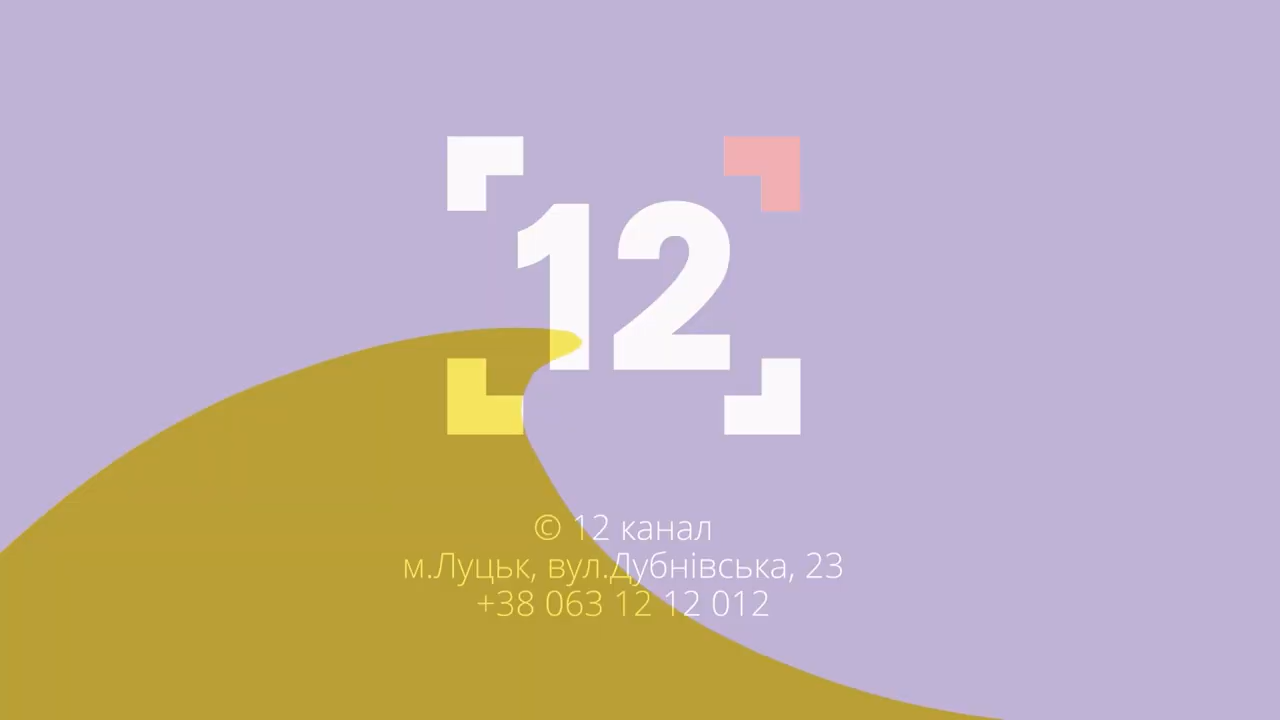 12
© 12 канал
м.Луцьк, вул.Дубнівська, 23
+38 063 12 12 012